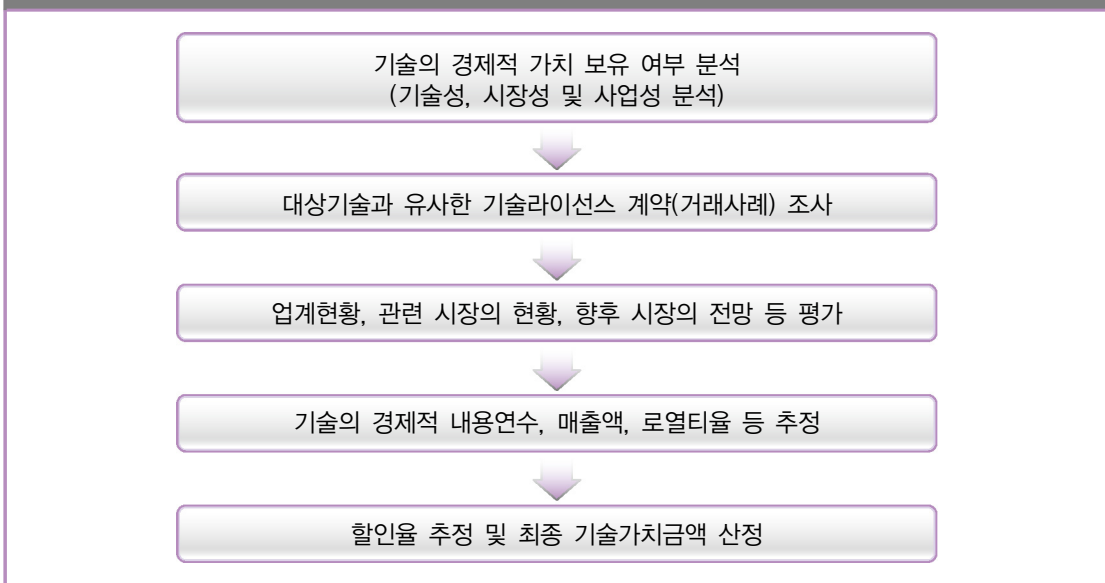 기술의 경제적 가치 보유 여부 분석
(기술성, 시장성 및 사업성 분석)
대상기술과 유사한 기술라이선스 계약(거래사례) 조사
업계현황, 관련 시장의 현황, 향후 시장의 전망 등 평가
기술의 경제적 내용연수, 매출액, 로열티율 등 추정
할인율 추정 및 최종 기술가치금액 산정